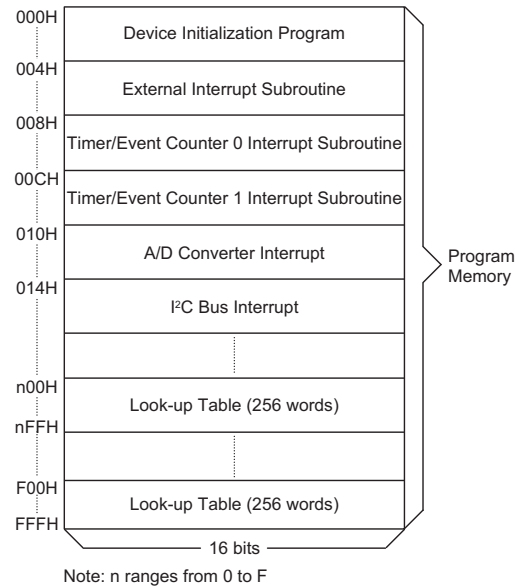 000H
Device Initialization Program
004H
External Interrupt Subroutine
008H
Timer/Event Counter 0 Interrupt Subroutine
00CH
Timer/Event Counter 1 Interrupt Subroutine
010H
A/D Converter Interrupt
014H
I²C Bus Interrupt
Program
Memory
n00H
Look-up Table (256 words)
nFFH
F00H
Look-up Table (256 words)
FFFH
16 bits
Note: n ranges from 0 to F